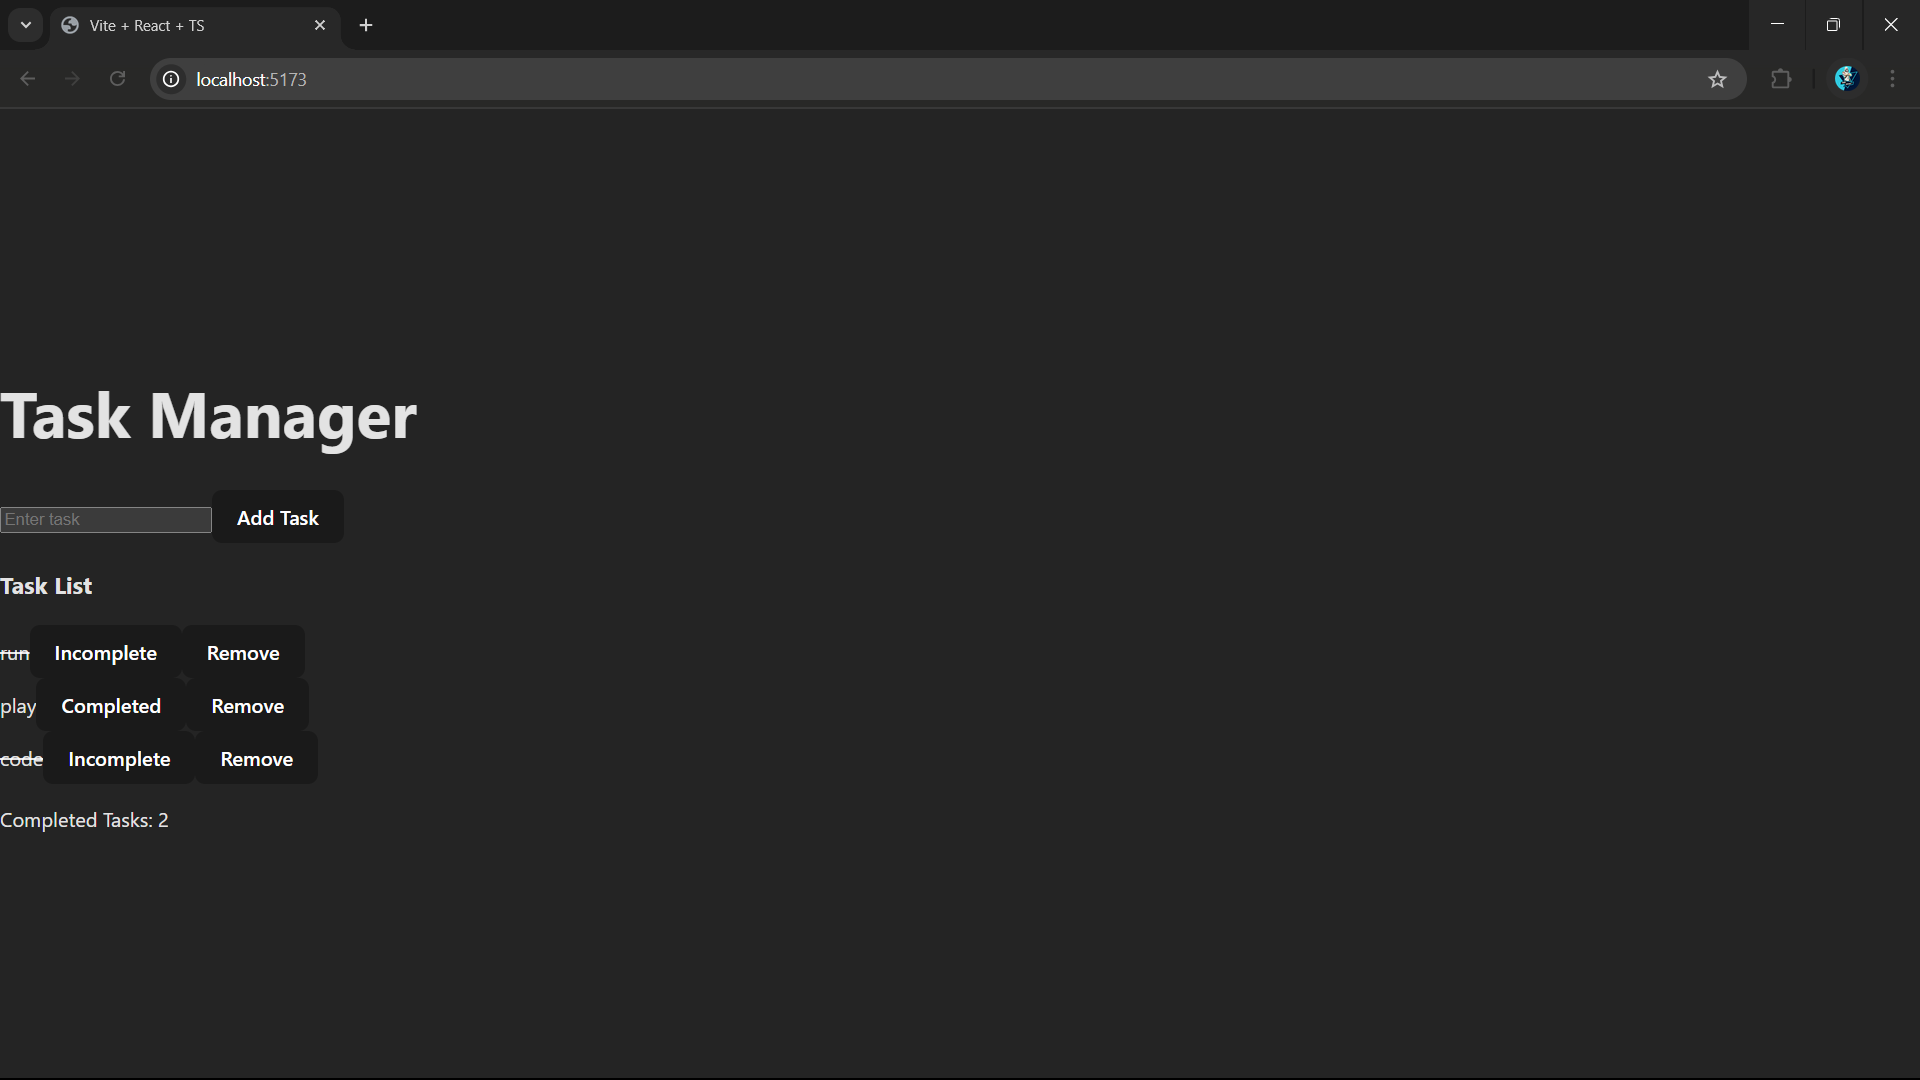 Vite + React + TS
localhost:5173
Task Manager
Enter task Add Task
Task List
run Incomplete Remove
play Completed Remove
code Incomplete Remove
Completed Tasks: 2